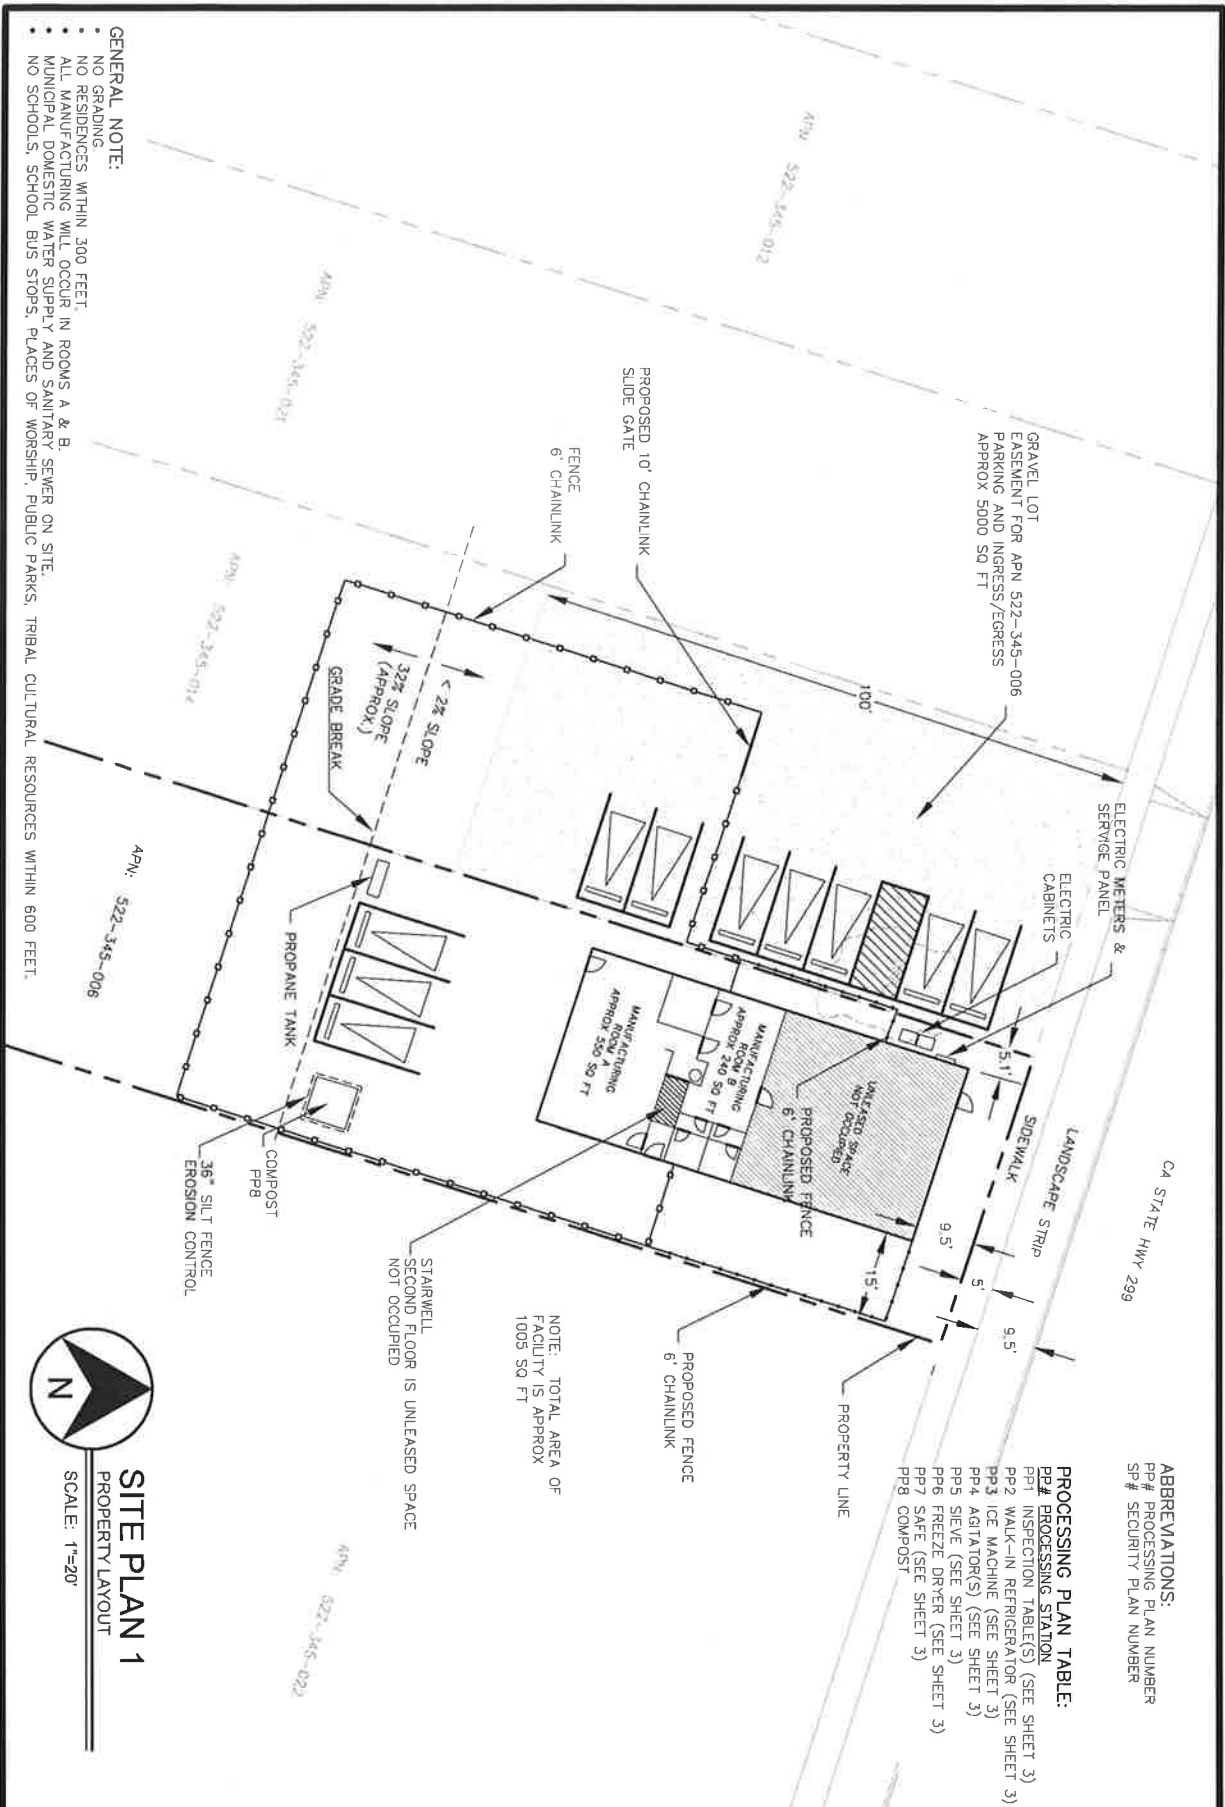 ABBREVIATIONS:
PP# PROCESSING PLAN NUMBER
SP# SECURITY PLAN NUMBER
PROCESSING PLAN TABLE:
PP# PROCESSING STATION
PP1 INSPECTION TABLE(S) (SEE SHEET 3)
PP2 WALK-IN REFRIGERATOR (SEE SHEET 3)
PP3 ICE MACHINE (SEE SHEET 3)
PP4 AGITATOR(S) (SEE SHEET 3)
PP5 SIEVE (SEE SHEET 3)
PP6 FREEZE DRYER (SEE SHEET 3)
PP7 SAFE (SEE SHEET 3)
PP8 COMPOST
CA STATE HWY 299
LANDSCAPE STRIP
SIDEWALK
9.5'
5'
9.5'
5.1'
15'
100'
ELECTRIC METERS &
SERVICE PANEL
ELECTRIC
CABINETS
GRAVEL LOT
EASEMENT FOR APN 522-345-006
PARKING AND INGRESS/EGRESS
APPROX 5000 SQ FT
APN: 522-345-012
PROPERTY LINE
UNLEASED SPACE
NOT OCCUPIED
PROPOSED FENCE
6' CHAINLINK
MANUFACTURING
ROOM B
APPROX 240 SQ FT
MANUFACTURING
ROOM A
APPROX 550 SQ FT
PROPOSED FENCE
6' CHAINLINK
PROPOSED 10' CHAINLINK
SLIDE GATE
FENCE
6' CHAINLINK
NOTE: TOTAL AREA OF
FACILITY IS APPROX
1005 SQ FT
STAIRWELL
SECOND FLOOR IS UNLEASED SPACE
NOT OCCUPIED
< 2% SLOPE
32% SLOPE
(APPROX.)
GRADE BREAK
PROPANE TANK
COMPOST
PP8
36" SILT FENCE
EROSION CONTROL
APN: 522-345-021
APN: 522-345-012
APN: 522-345-006
APN: 522-345-022
GENERAL NOTE:
• NO GRADING.
• NO RESIDENCES WITHIN 300 FEET.
• ALL MANUFACTURING WILL OCCUR IN ROOMS A & B.
• MUNICIPAL DOMESTIC WATER SUPPLY AND SANITARY SEWER ON SITE.
• NO SCHOOLS, SCHOOL BUS STOPS, PLACES OF WORSHIP, PUBLIC PARKS, TRIBAL CULTURAL RESOURCES WITHIN 600 FEET.
N
SITE PLAN 1
PROPERTY LAYOUT
SCALE: 1"=20'